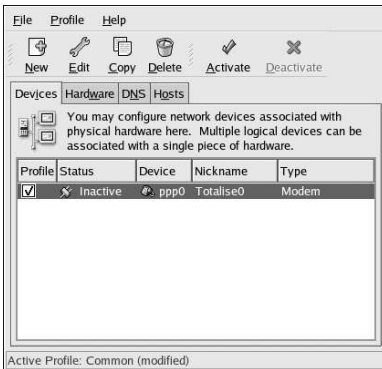 File Profile Help
New Edit Copy Delete Activate Deactivate
Devices Hardware DNS Hosts
You may configure network devices associated with
physical hardware here. Multiple logical devices can be
associated with a single piece of hardware.
Profile Status Device Nickname Type
Inactive ppp0 Totalise0 Modem
Active Profile: Common (modified)